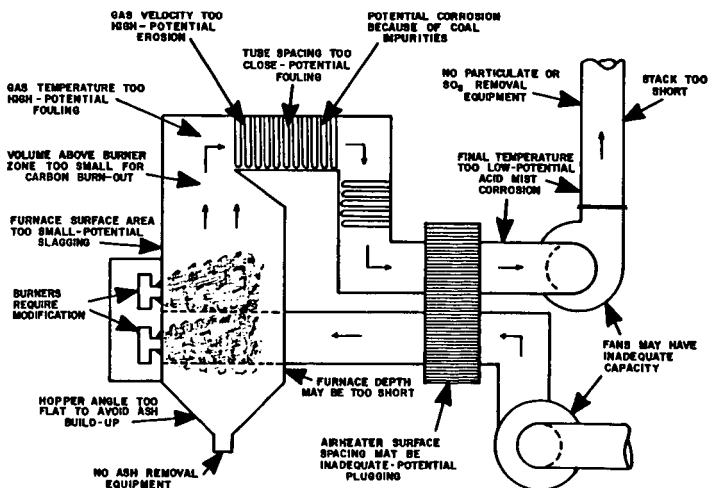 GAS VELOCITY TOO
HIGH-POTENTIAL
EROSION
POTENTIAL CORROSION
BECAUSE OF COAL
IMPURITIES
TUBE SPACING TOO
CLOSE-POTENTIAL
FOULING
GAS TEMPERATURE TOO
HIGH-POTENTIAL
FOULING
NO PARTICULATE OR
SO₂ REMOVAL
EQUIPMENT
STACK TOO
SHORT
VOLUME ABOVE BURNER
ZONE TOO SMALL FOR
CARBON BURN-OUT
FINAL TEMPERATURE
TOO LOW-POTENTIAL
ACID MIST
CORROSION
FURNACE SURFACE AREA
TOO SMALL-POTENTIAL
SLAGGING
BURNERS
REQUIRE
MODIFICATION
FANS MAY HAVE
INADEQUATE
CAPACITY
FURNACE DEPTH
MAY BE TOO SHORT
HOPPER ANGLE TOO
FLAT TO AVOID ASH
BUILD-UP
AIRHEATER SURFACE
SPACING MAT BE
INADEQUATE-POTENTIAL
PLUGGING
NO ASH REMOVAL
EQUIPMENT